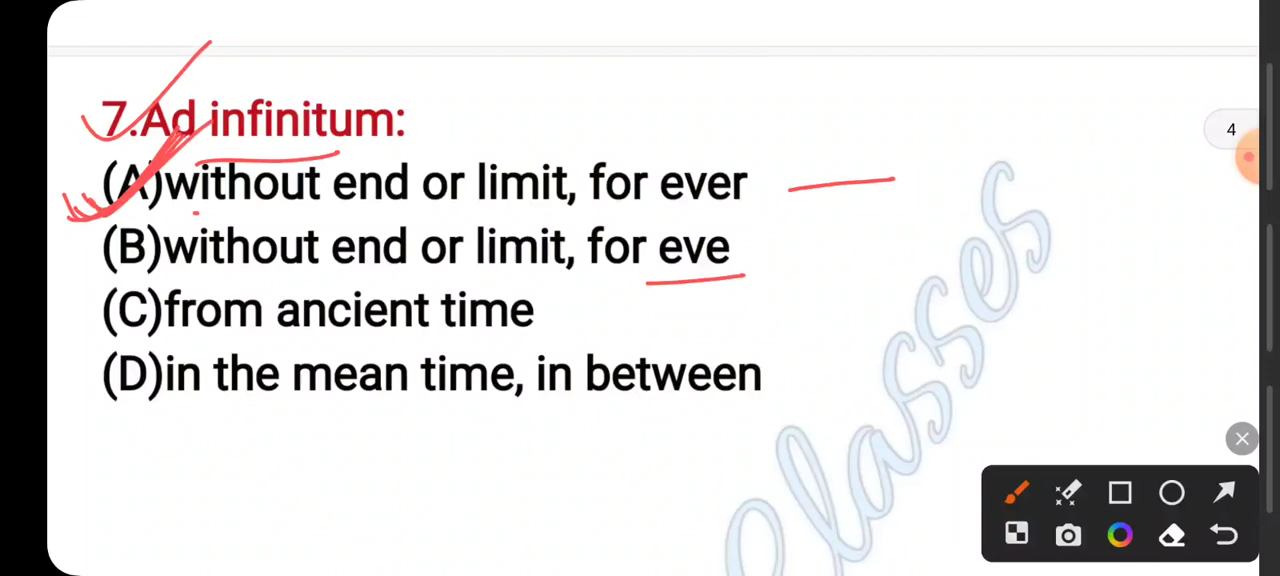 4
7.Ad infinitum:
(A)without end or limit, for ever
(B)without end or limit, for eve
(C)from ancient time
(D)in the mean time, in between
Classes